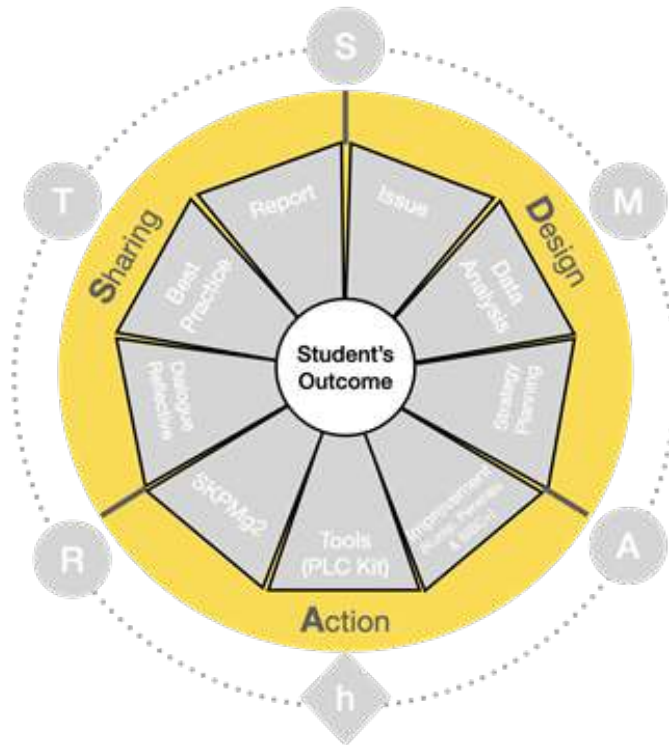 S
T
M
Sharing
Design
Report
Issue
Best
Practice
Data
Analysis
Student's
Outcome
Dialogue
Reflective
Strategy
Planning
SKPMg2
Tools
(PLC Kit)
Improvement
R
A
Action
h